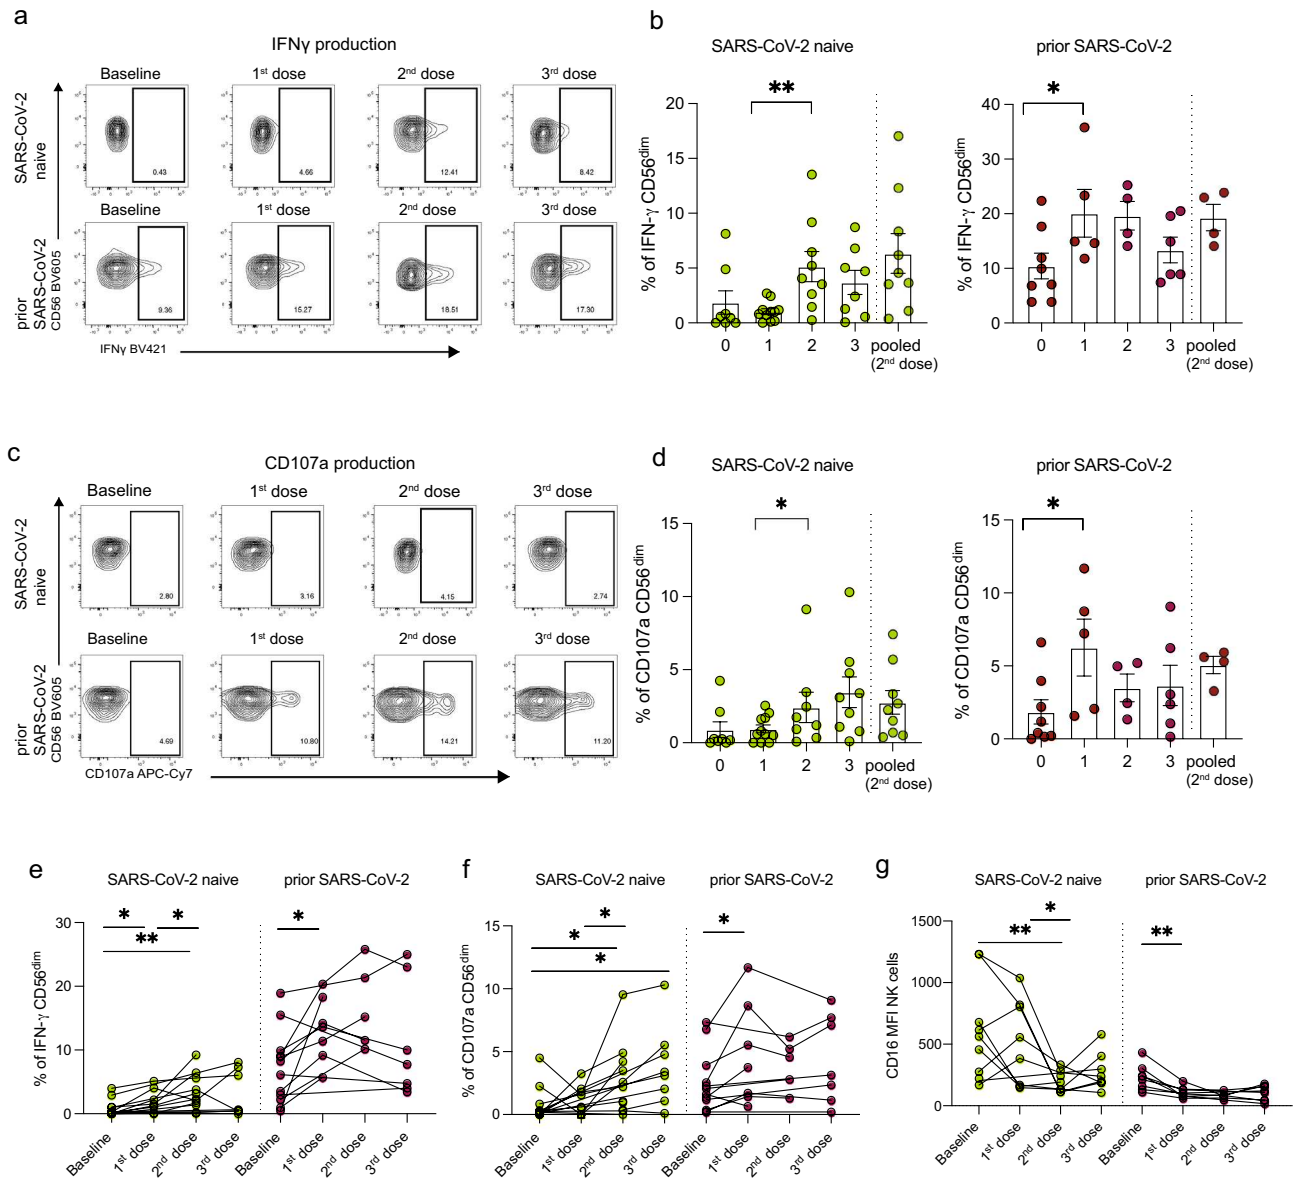 a
IFNγ production
Baseline
1st dose
2nd dose
3rd dose
SARS-CoV-2
naive
0.43
4.66
12.41
8.42
Baseline
1st dose
2nd dose
3rd dose
prior
SARS-CoV-2
CD56 BV605
9.36
15.27
18.51
17.30
IFNγ BV421
b
SARS-CoV-2 naive
**
% of IFN-γ CD56dim
20
15
10
5
0
0 1 2 3 pooled
(2nd dose)
prior SARS-CoV-2
*
% of IFN-γ CD56dim
40
30
20
10
0
0 1 2 3 pooled
(2nd dose)
c
CD107a production
Baseline
1st dose
2nd dose
3rd dose
SARS-CoV-2
naive
2.80
3.16
4.15
2.74
Baseline
1st dose
2nd dose
3rd dose
prior
SARS-CoV-2
CD56 BV605
4.69
10.80
14.21
11.20
CD107a APC-Cy7
d
SARS-CoV-2 naive
*
% of CD107a CD56dim
15
10
5
0
0 1 2 3 pooled
(2nd dose)
prior SARS-CoV-2
*
% of CD107a CD56dim
15
10
5
0
0 1 2 3 pooled
(2nd dose)
e
SARS-CoV-2 naive
prior SARS-CoV-2
* * *
**
% of IFN-γ CD56dim
30
20
10
0
Baseline
1st dose
2nd dose
3rd dose
Baseline
1st dose
2nd dose
3rd dose
f
SARS-CoV-2 naive
prior SARS-CoV-2
* *
*
*
% of CD107a CD56dim
15
10
5
0
Baseline
1st dose
2nd dose
3rd dose
Baseline
1st dose
2nd dose
3rd dose
g
SARS-CoV-2 naive
prior SARS-CoV-2
*
** **
CD16 MFI NK cells
1500
1000
500
0
Baseline
1st dose
2nd dose
3rd dose
Baseline
1st dose
2nd dose
3rd dose